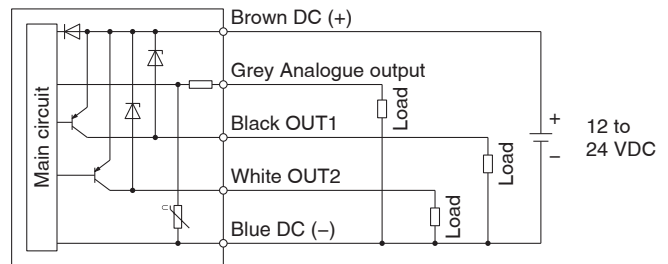 Brown DC (+)
Grey Analogue output
Main circuit
Load
Black OUT1
+
12 to
24 VDC
−
Load
White OUT2
Load
Blue DC (−)